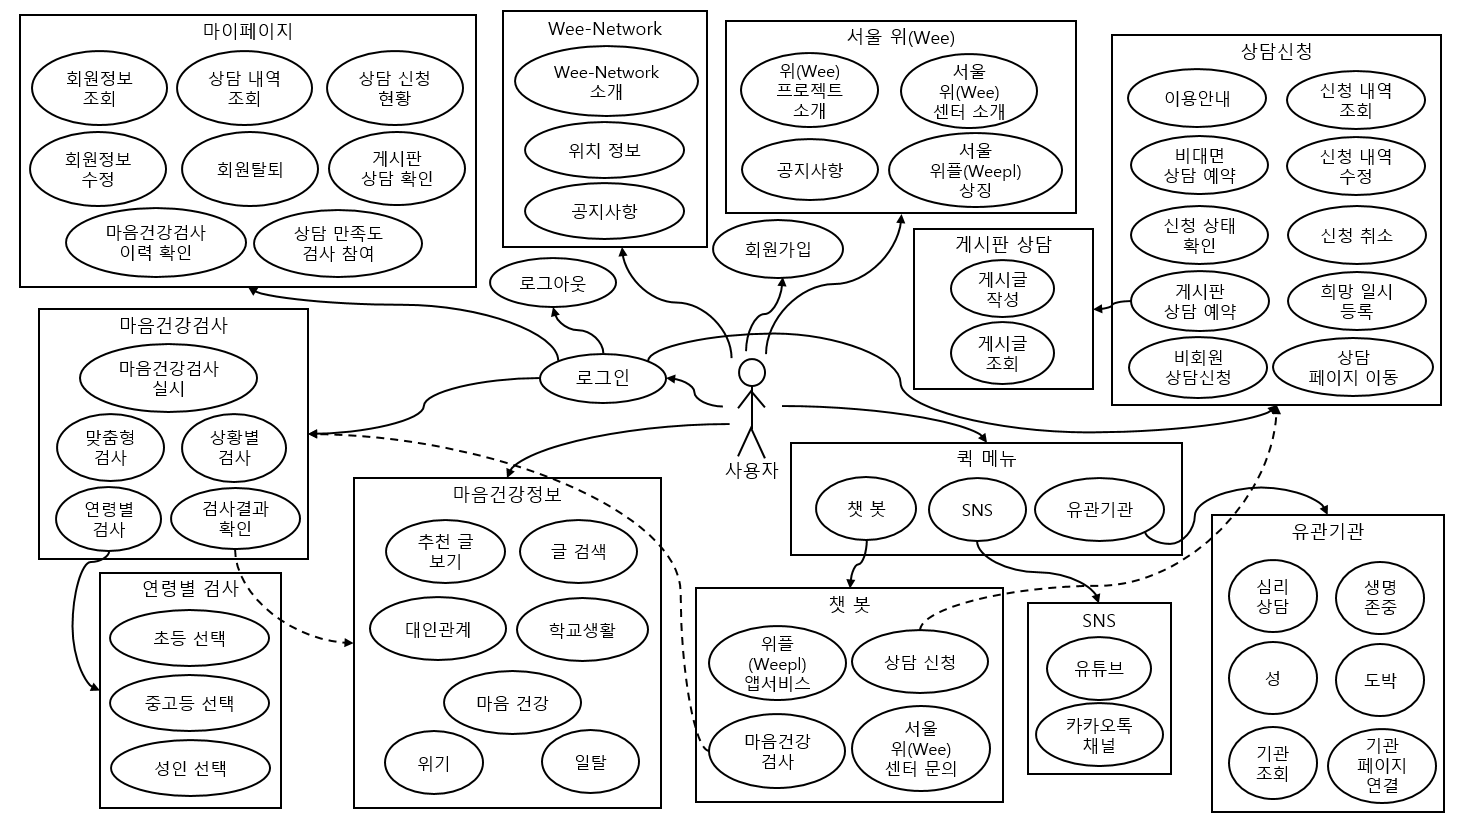 마이페이지
회원정보
조회
상담 내역
조회
상담 신청
현황
회원정보
수정
회원탈퇴
게시판
상담 확인
마음건강검사
이력 확인
상담 만족도
검사 참여
Wee-Network
Wee-Network
소개
위치 정보
공지사항
서울 위(Wee)
위(Wee)
프로젝트
소개
서울
위(Wee)
센터 소개
공지사항
서울
위플(Weepl)
상징
상담신청
이용안내
신청 내역
조회
비대면
상담 예약
신청 내역
수정
신청 상태
확인
신청 취소
게시판
상담 예약
희망 일시
등록
비회원
상담신청
상담
페이지 이동
게시판 상담
게시글
작성
게시글
조회
회원가입
로그아웃
로그인
사용자
마음건강검사
마음건강검사
실시
맞춤형
검사
상황별
검사
연령별
검사
검사결과
확인
연령별 검사
초등 선택
중고등 선택
성인 선택
마음건강정보
추천 글
보기
글 검색
대인관계
학교생활
마음 건강
위기
일탈
퀵 메뉴
챗 봇
SNS
유관기관
챗 봇
위플
(Weepl)
앱서비스
상담 신청
마음건강
검사
서울
위(Wee)
센터 문의
SNS
유튜브
카카오톡
채널
유관기관
심리
상담
생명
존중
성
도박
기관
조회
기관
페이지
연결